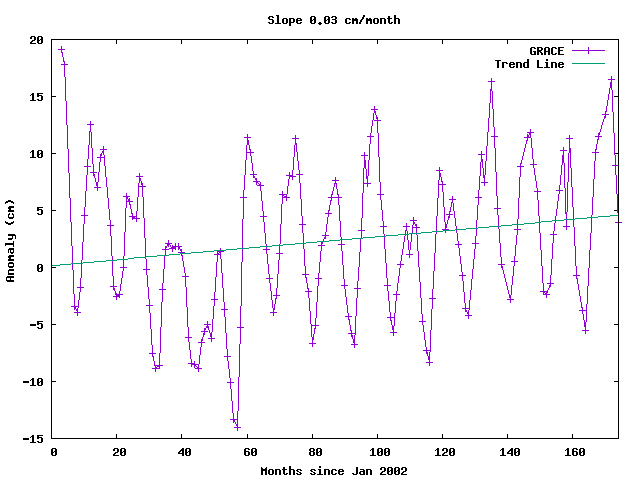 Slope 0.03 cm/month
GRACE
Trend Line
20
15
10
5
0
-5
-10
-15
Anomaly (cm)
0 20 40 60 80 100 120 140 160
Months since Jan 2002